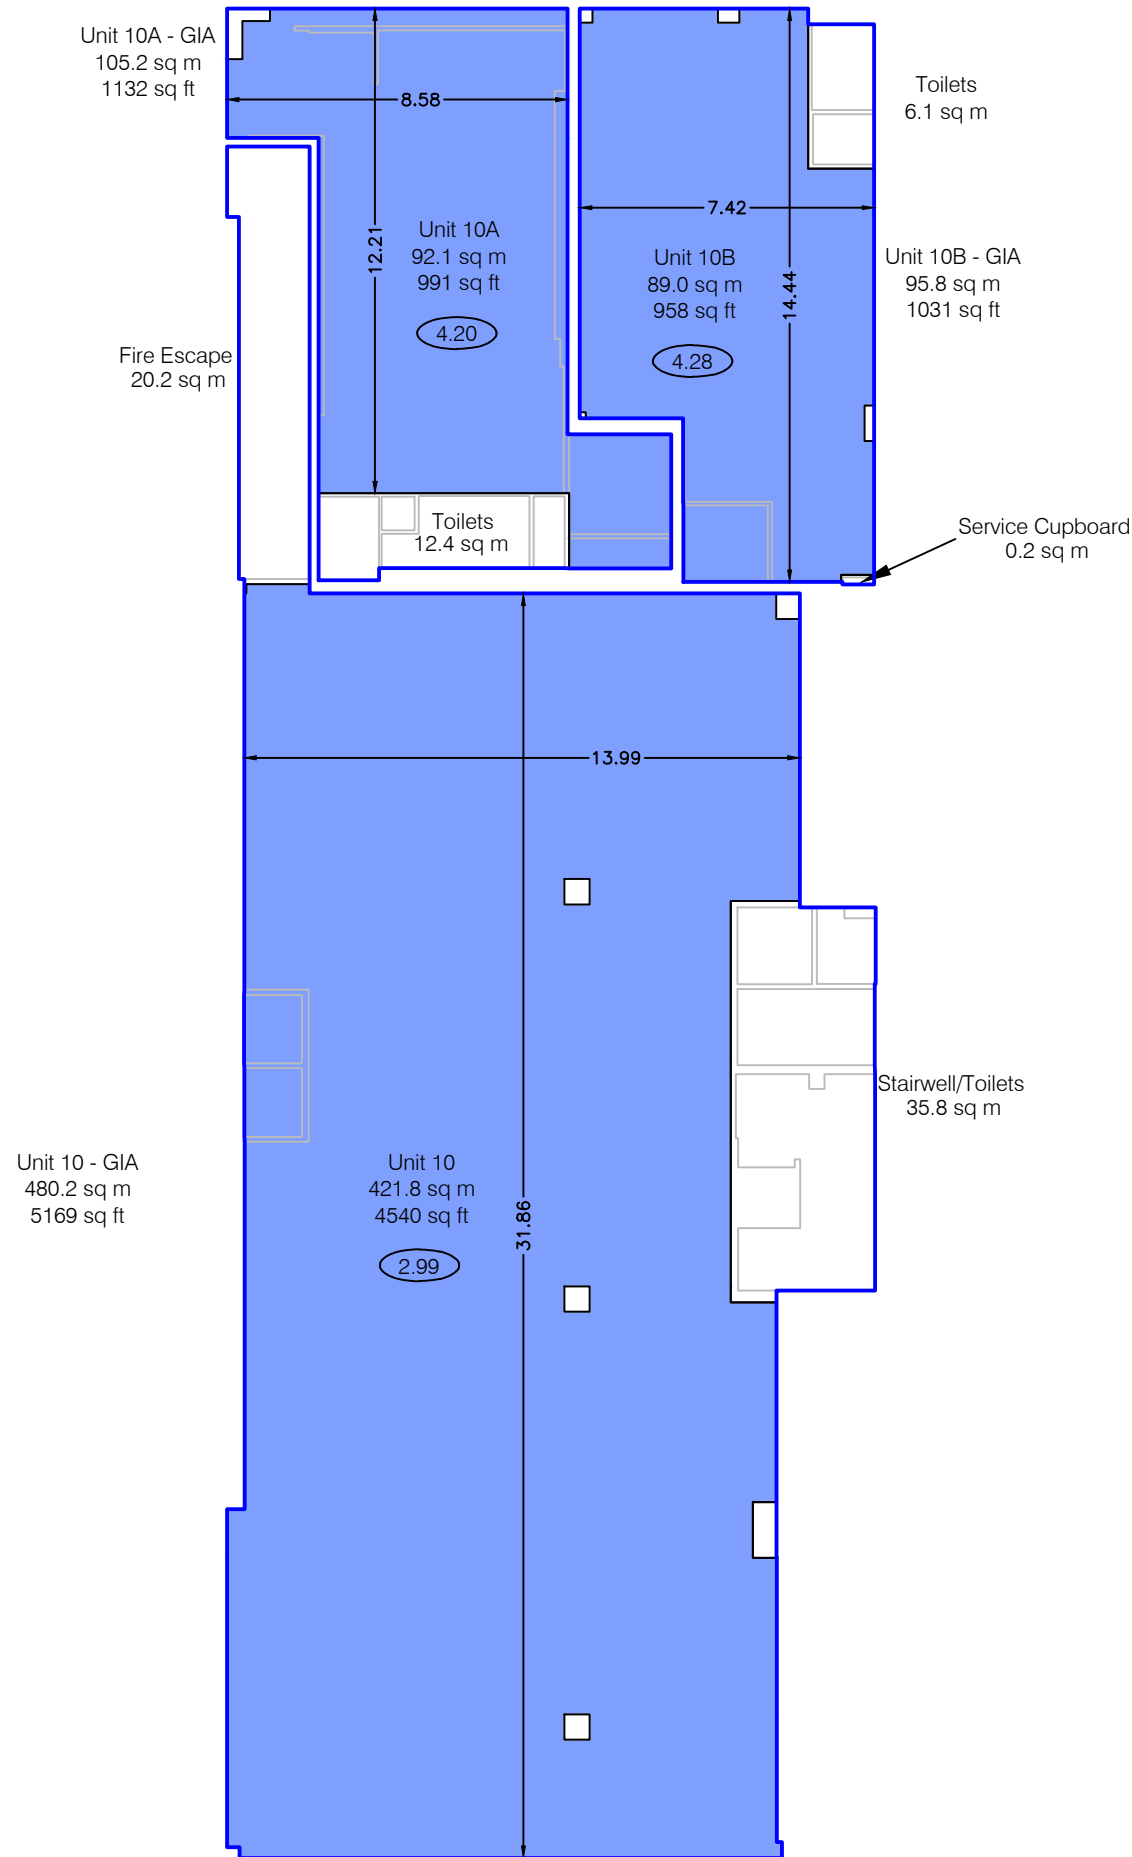 Unit 10A - GIA
105.2 sq m
1132 sq ft
8.58
12.21
Unit 10A
92.1 sq m
991 sq ft
4.20
Toilets
6.1 sq m
7.42
14.44
Unit 10B
89.0 sq m
958 sq ft
4.28
Unit 10B - GIA
95.8 sq m
1031 sq ft
Fire Escape
20.2 sq m
Toilets
12.4 sq m
Service Cupboard
0.2 sq m
13.99
31.86
Stairwell/Toilets
35.8 sq m
Unit 10 - GIA
480.2 sq m
5169 sq ft
Unit 10
421.8 sq m
4540 sq ft
2.99